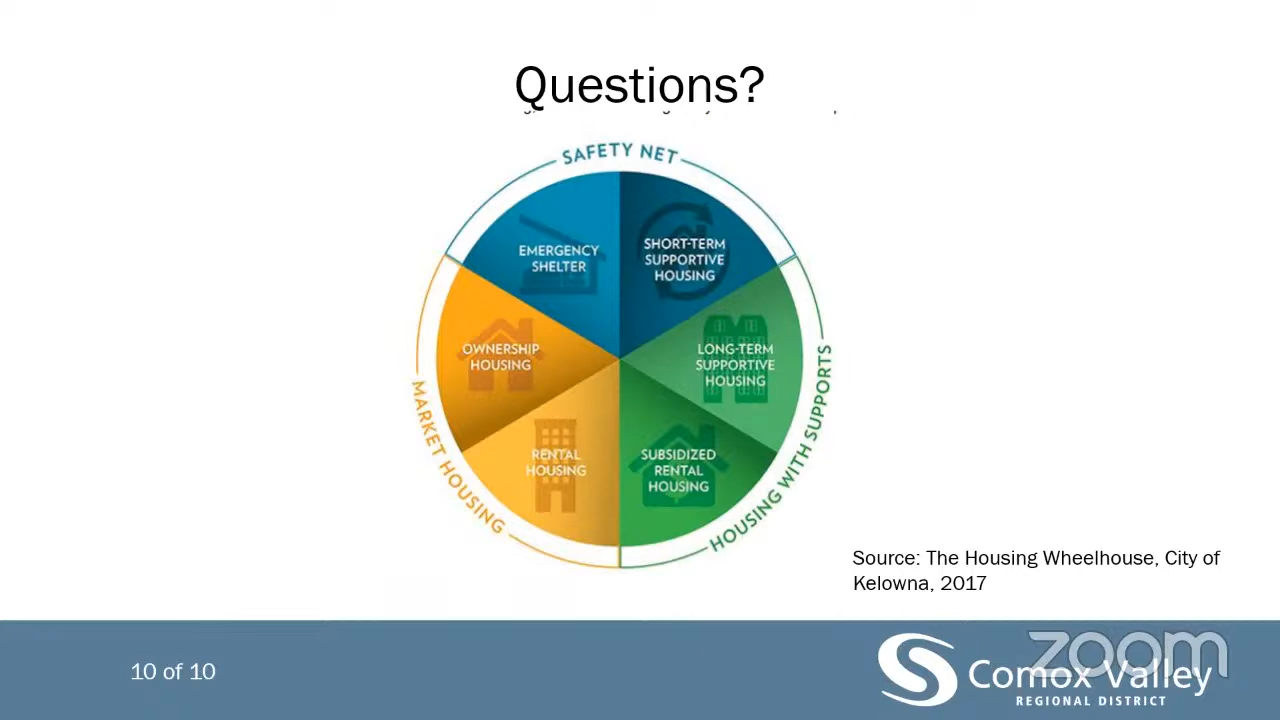 Questions?
SAFETY NET
EMERGENCY
SHELTER
SHORT-TERM
SUPPORTIVE
HOUSING
OWNERSHIP
HOUSING
LONG-TERM
SUPPORTIVE
HOUSING
RENTAL
HOUSING
SUBSIDIZED
RENTAL
HOUSING
MARKET HOUSING
HOUSING WITH SUPPORTS
Source: The Housing Wheelhouse, City of
Kelowna, 2017
10 of 10
zoom
Comox Valley
REGIONAL DISTRICT